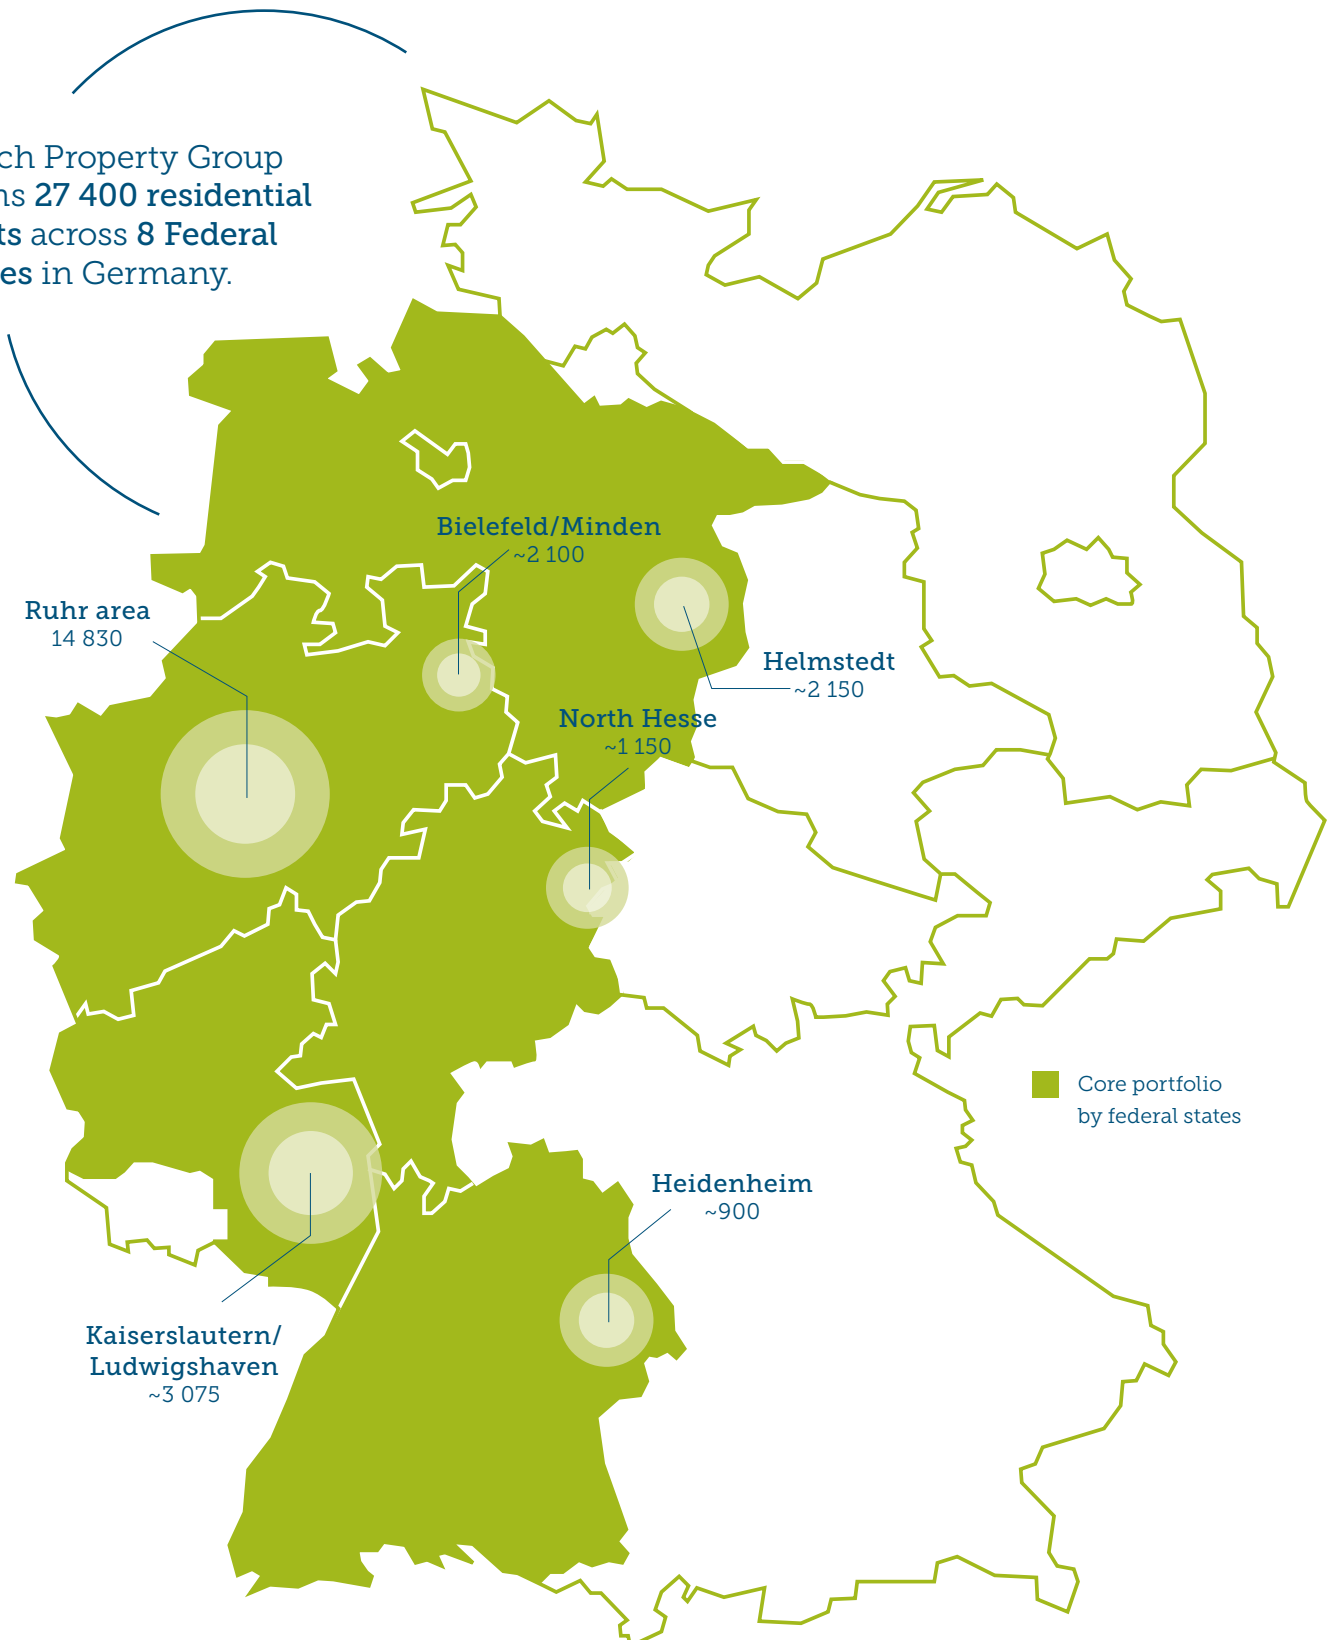 ch Property Group
ns 27 400 residential
ts across 8 Federal
es in Germany.
Bielefeld/Minden
~2 100
Ruhr area
14 830
Helmstedt
~2 150
North Hesse
~1 150
Core portfolio
by federal states
Heidenheim
~900
Kaiserslautern/
Ludwigshaven
~3 075